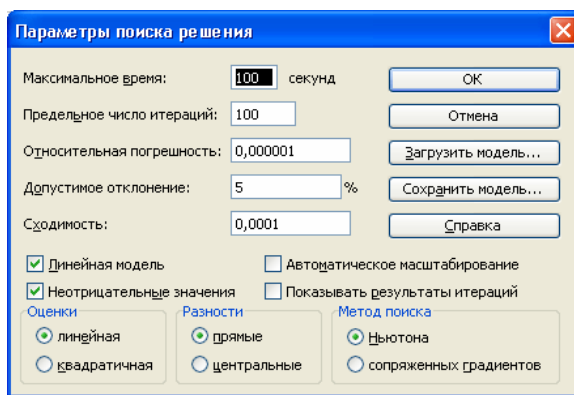 Параметры поиска решения
Максимальное время: 100 секунд ОК
Предельное число итераций: 100 Отмена
Относительная погрешность: 0,000001 Загрузить модель...
Допустимое отклонение: 5 % Сохранить модель...
Сходимость: 0,0001 Справка
Линейная модель Автоматическое масштабирование
Неотрицательные значения Показывать результаты итераций
Оценки Разности Метод поиска
линейная прямые Ньютона
квадратичная центральные сопряженных градиентов